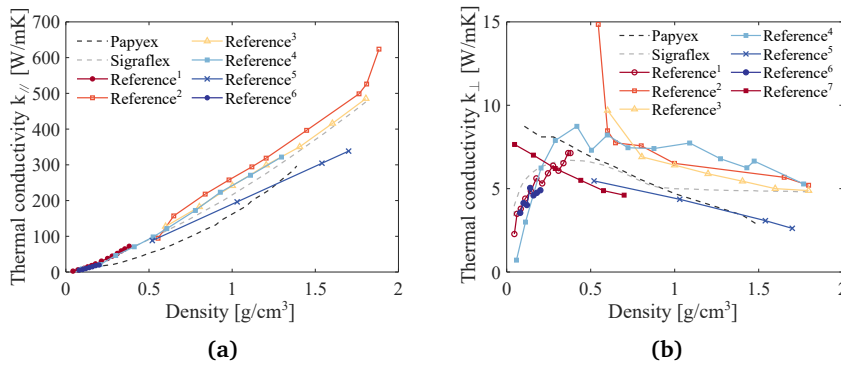 Thermal conductivity k// [W/mK]
700
600
500
400
300
200
100
0
0
0.5
1
1.5
2
Density [g/cm3]
Papyex
Sigraflex
Reference1
Reference2
Reference3
Reference4
Reference5
Reference6
(a)
Thermal conductivity k⊥ [W/mK]
15
10
5
0
0
0.5
1
1.5
2
Density [g/cm3]
Papyex
Sigraflex
Reference1
Reference2
Reference3
Reference4
Reference5
Reference6
Reference7
(b)